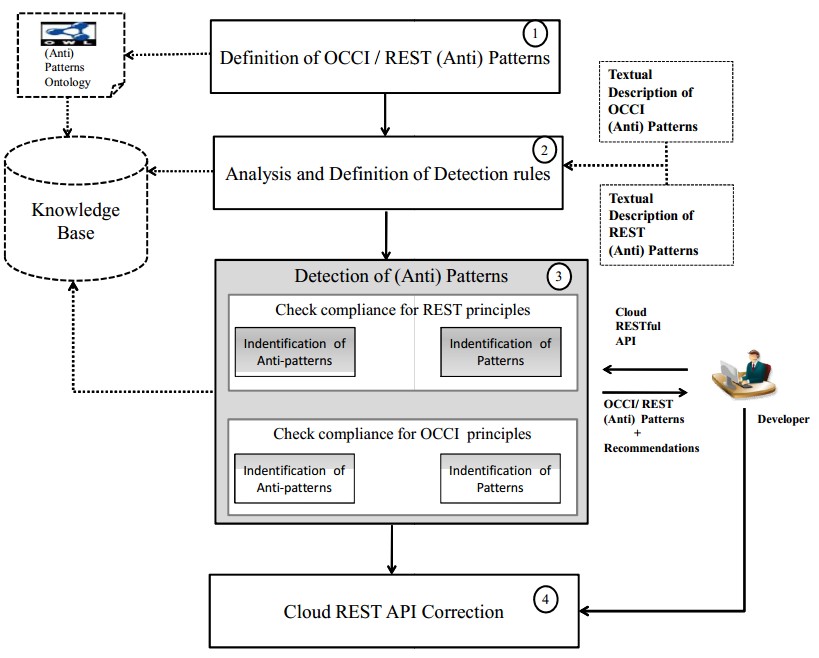 OWL
(Anti)
Patterns
Ontology
Definition of OCCI / REST (Anti) Patterns
1
Textual
Description of
OCCI
(Anti) Patterns
Analysis and Definition of Detection rules
2
Knowledge
Base
Textual
Description of
REST
(Anti) Patterns
Detection of (Anti) Patterns
3
Check compliance for REST principles
Indentification of
Anti-patterns
Indentification of
Patterns
Check compliance for OCCI principles
Indentification of
Anti-patterns
Indentification of
Patterns
Cloud
RESTful
API
OCCI/ REST
(Anti) Patterns
+
Recommendations
Developer
Cloud REST API Correction
4